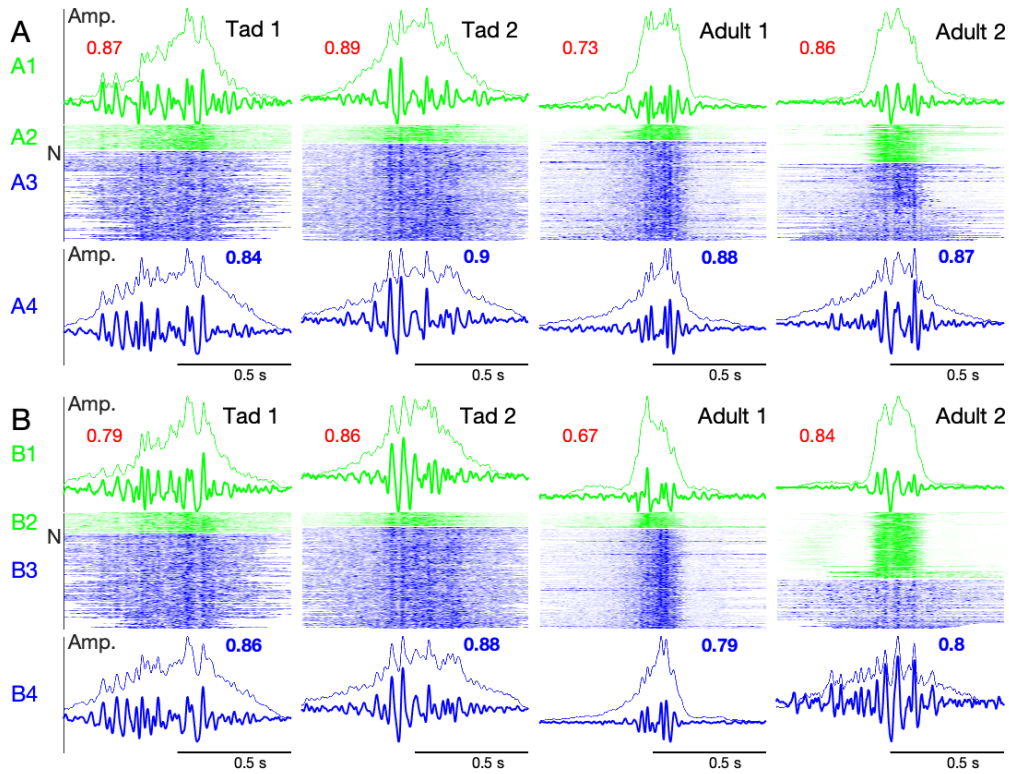 A
Amp.
0.87
Tad 1
0.89
Tad 2
0.73
Adult 1
0.86
Adult 2
A1
A2
N
A3
Amp.
0.84
0.9
0.88
0.87
A4
0.5 s
0.5 s
0.5 s
0.5 s
B
Amp.
0.79
Tad 1
0.86
Tad 2
0.67
Adult 1
0.84
Adult 2
B1
B2
N
B3
Amp.
0.86
0.88
0.79
0.8
B4
0.5 s
0.5 s
0.5 s
0.5 s